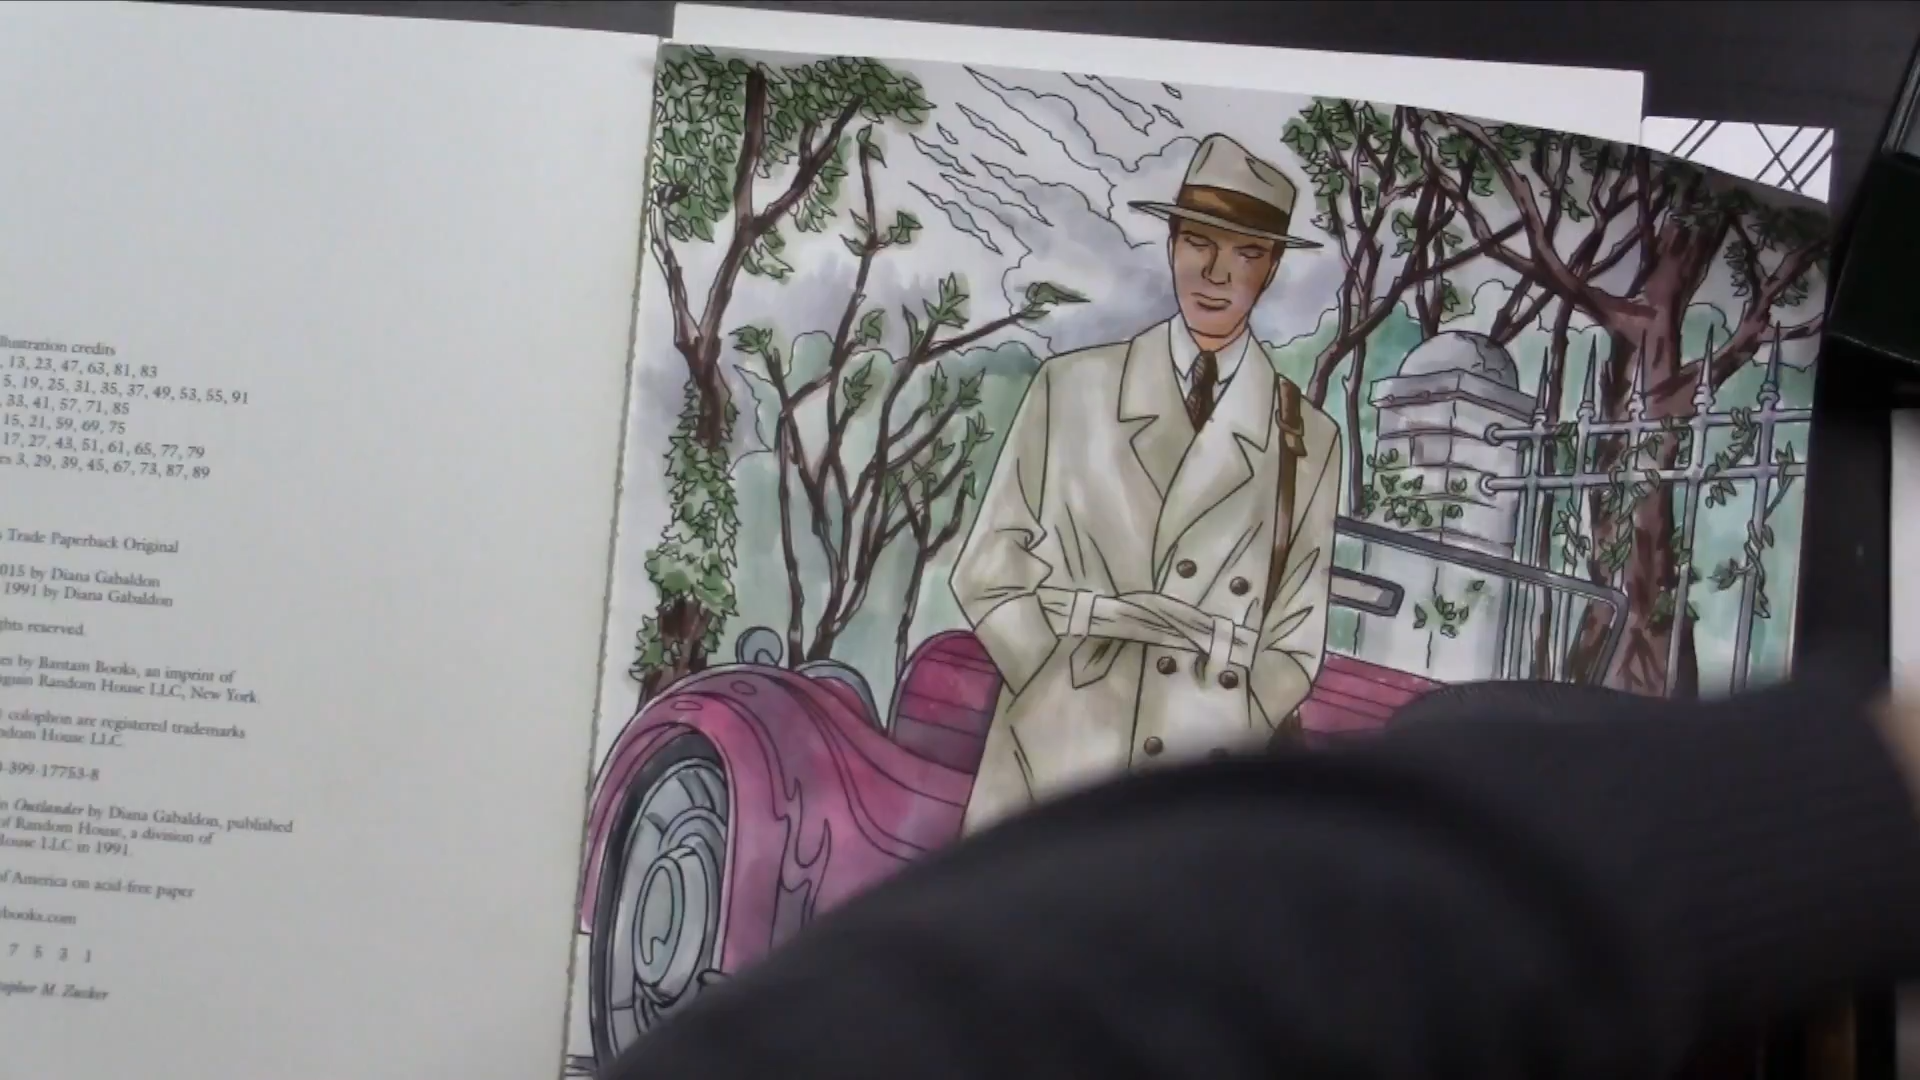 llustration credits
, 13, 23, 47, 63, 81, 83
5, 19, 25, 31, 35, 37, 49, 53, 55, 91
, 33, 41, 57, 71, 85
15, 21, 59, 69, 75
17, 27, 43, 51, 61, 65, 77, 79
es 3, 29, 39, 45, 67, 73, 87, 89
s Trade Paperback Original
015 by Diana Gabaldon
1991 by Diana Gabaldon
ghts reserved.
es by Bantam Books, an imprint of
nguin Random House LLC, New York.
colophon are registered trademarks
ndom House LLC.
-399-17753-8
in Outlander by Diana Gabaldon, published
of Random House, a division of
House LLC in 1991.
of America on acid-free paper
books.com
7 5 3 1
topher M. Zucker